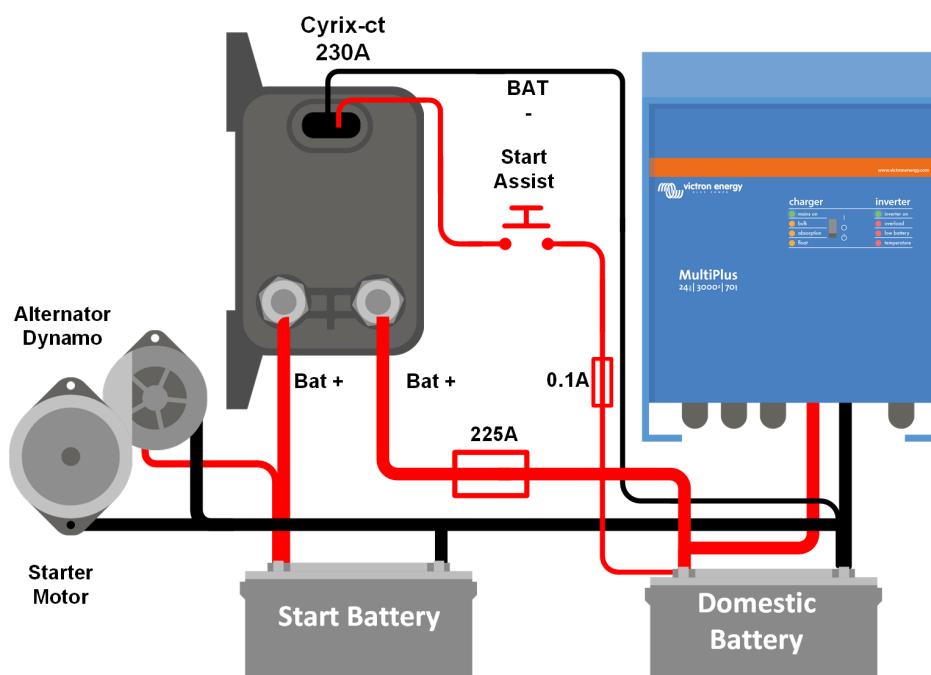 Cyrix-ct
230A
BAT
-
Start
Assist
www.victronenergy.com
victron energy
BLUE POWER
charger
mains on
bulk
absorption
float
I
inverter
inverter on
overload
low battery
temperature
MultiPlus
24 | 3000 | 70
Alternator
Dynamo
Bat +
Bat +
0.1A
225A
Starter
Motor
Start Battery
Domestic
Battery